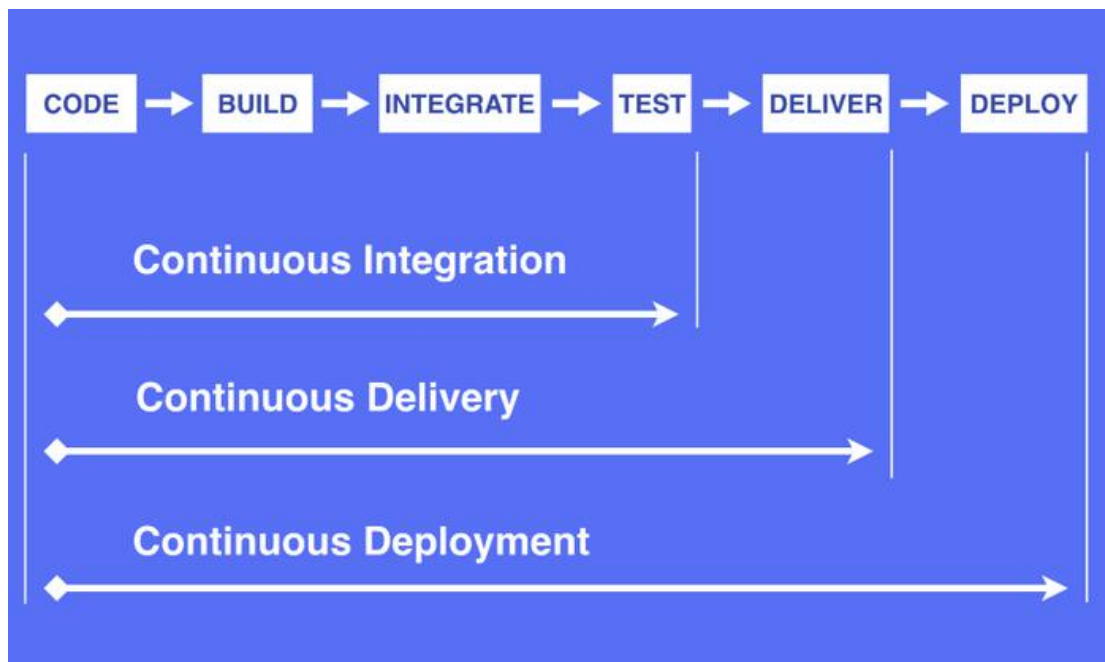 CODE BUILD INTEGRATE TEST DELIVER DEPLOY
Continuous Integration
Continuous Delivery
Continuous Deployment